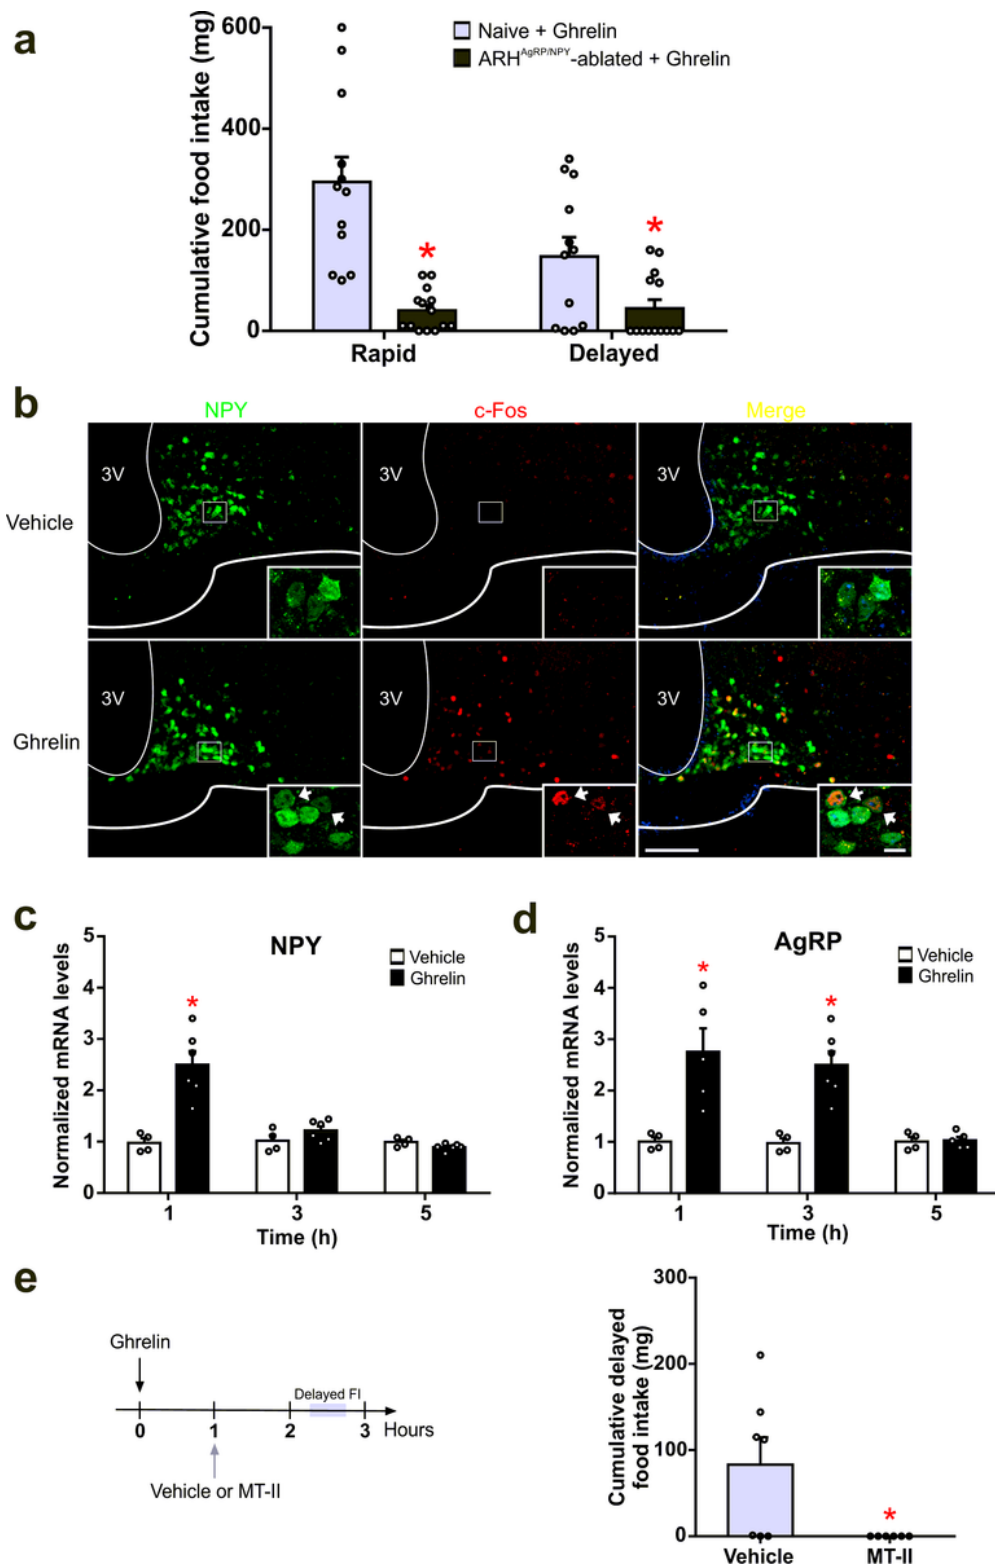 a
Cumulative food intake (mg)
600
400
200
0
Naive + Ghrelin
ARH^AgRP/NPY-ablated + Ghrelin
*
*
Rapid
Delayed
b
NPY
c-Fos
Merge
Vehicle
3V
3V
3V
Ghrelin
3V
3V
3V
c
NPY
Normalized mRNA levels
5
4
3
2
1
0
Vehicle
Ghrelin
*
1
3
5
Time (h)
d
AgRP
Normalized mRNA levels
5
4
3
2
1
0
Vehicle
Ghrelin
*
*
1
3
5
Time (h)
e
Ghrelin
Delayed FI
0
1
2
3
Hours
Vehicle or MT-II
Cumulative delayed
food intake (mg)
300
200
100
0
*
Vehicle
MT-II